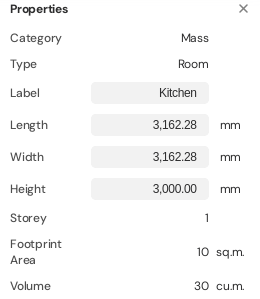 Properties ×
Category Mass
Type Room
Label Kitchen
Length 3,162.28 mm
Width 3,162.28 mm
Height 3,000.00 mm
Storey 1
Footprint
Area 10 sq.m.
Volume 30 cu.m.